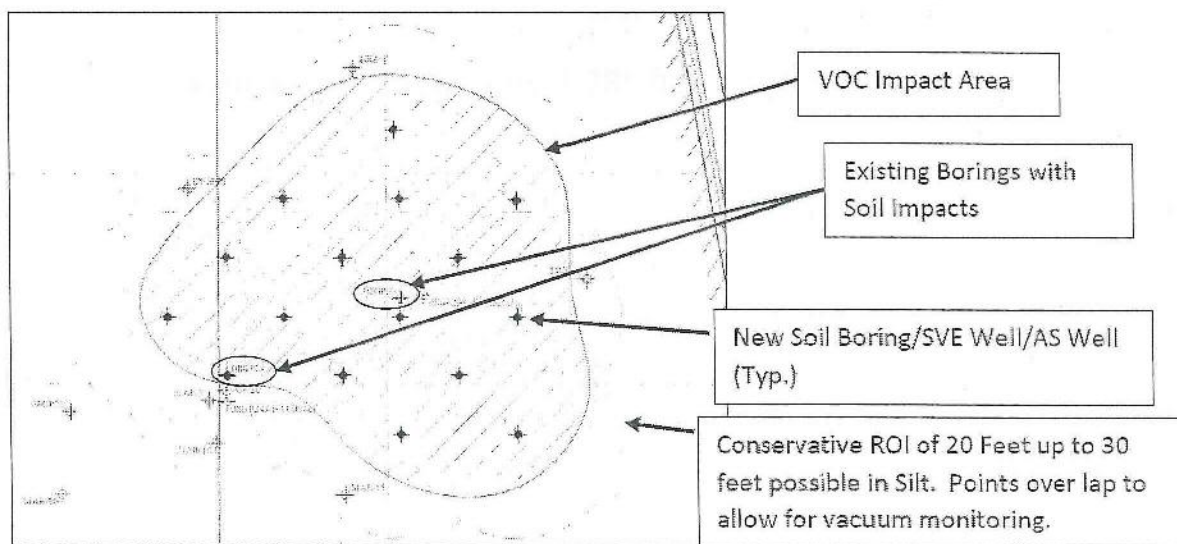 VOC Impact Area
Existing Borings with
Soil Impacts
New Soil Boring/SVE Well/AS Well
(Typ.)
Conservative ROI of 20 Feet up to 30
feet possible in Silt.  Points over lap to
allow for vacuum monitoring.